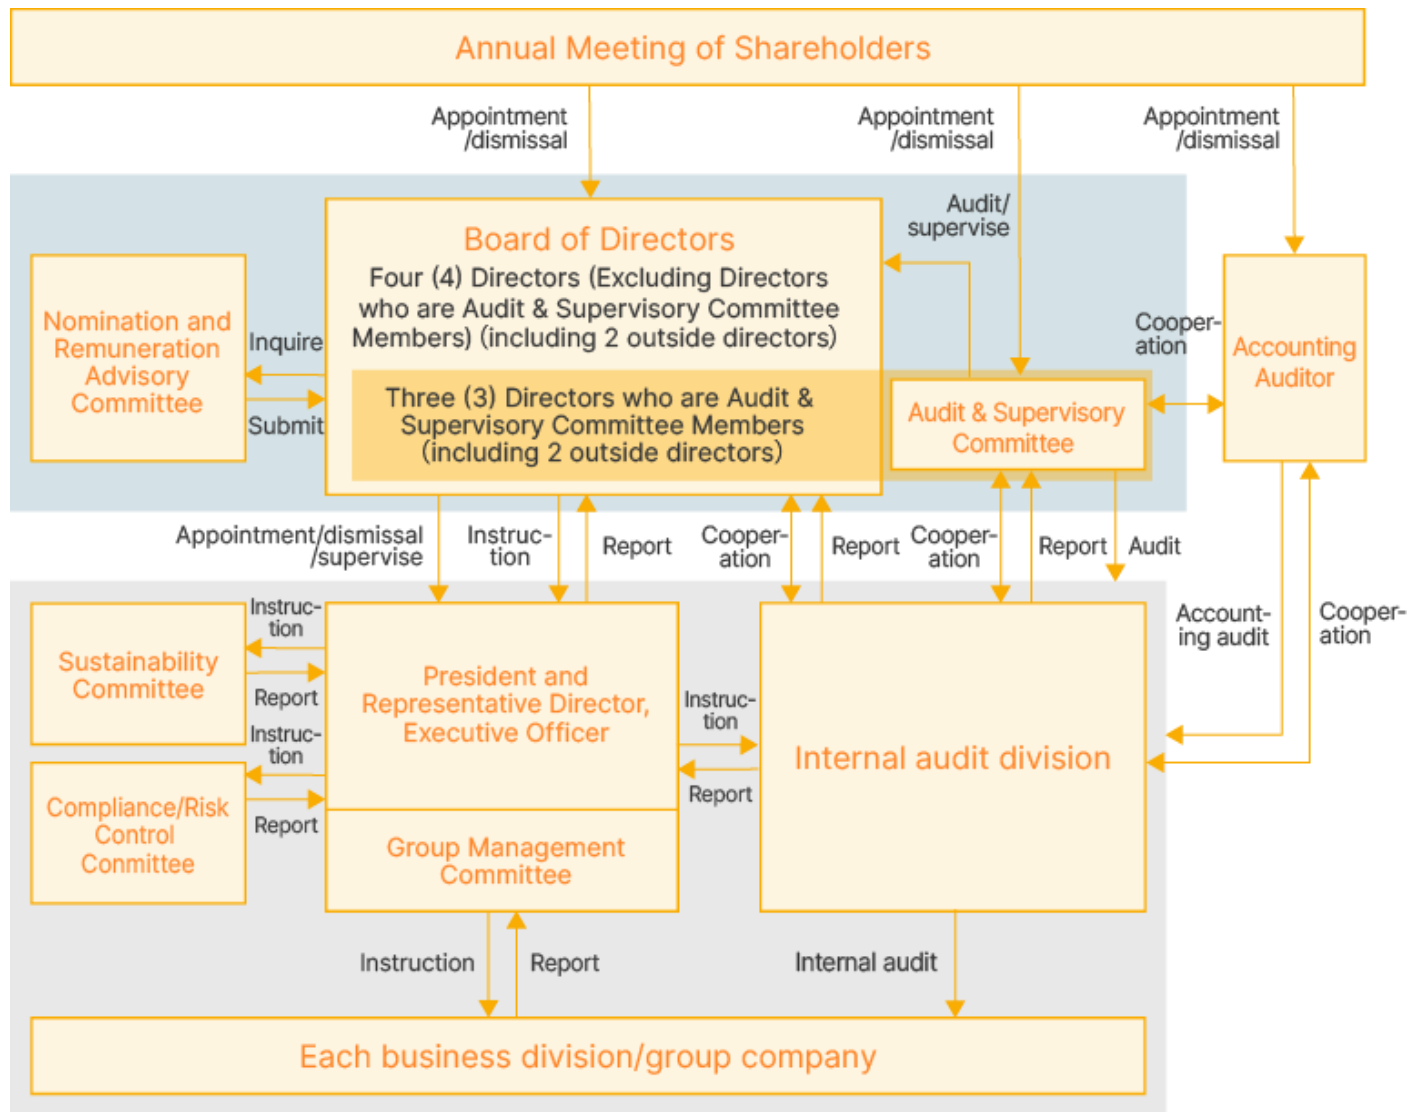 Annual Meeting of Shareholders
Appointment
/dismissal
Appointment
/dismissal
Appointment
/dismissal
Board of Directors
Four (4) Directors (Excluding Directors
who are Audit & Supervisory Committee
Members) (including 2 outside directors)
Three (3) Directors who are Audit &
Supervisory Committee Members
(including 2 outside directors)
Audit/
supervise
Nomination and
Remuneration
Advisory
Committee
Inquire
Submit
Audit & Supervisory
Committee
Cooper-
ation
Accounting
Auditor
Appointment/dismissal
/supervise
Instruc-
tion
Report
Cooper-
ation
Report
Cooper-
ation
Report
Audit
Account-
ing audit
Cooper-
ation
Sustainability
Committee
Instruc-
tion
Report
Compliance/Risk
Control
Conmittee
Instruc-
tion
Report
President and
Representative Director,
Executive Officer
Group Management
Committee
Instruc-
tion
Report
Internal audit division
Instruction
Report
Internal audit
Each business division/group company